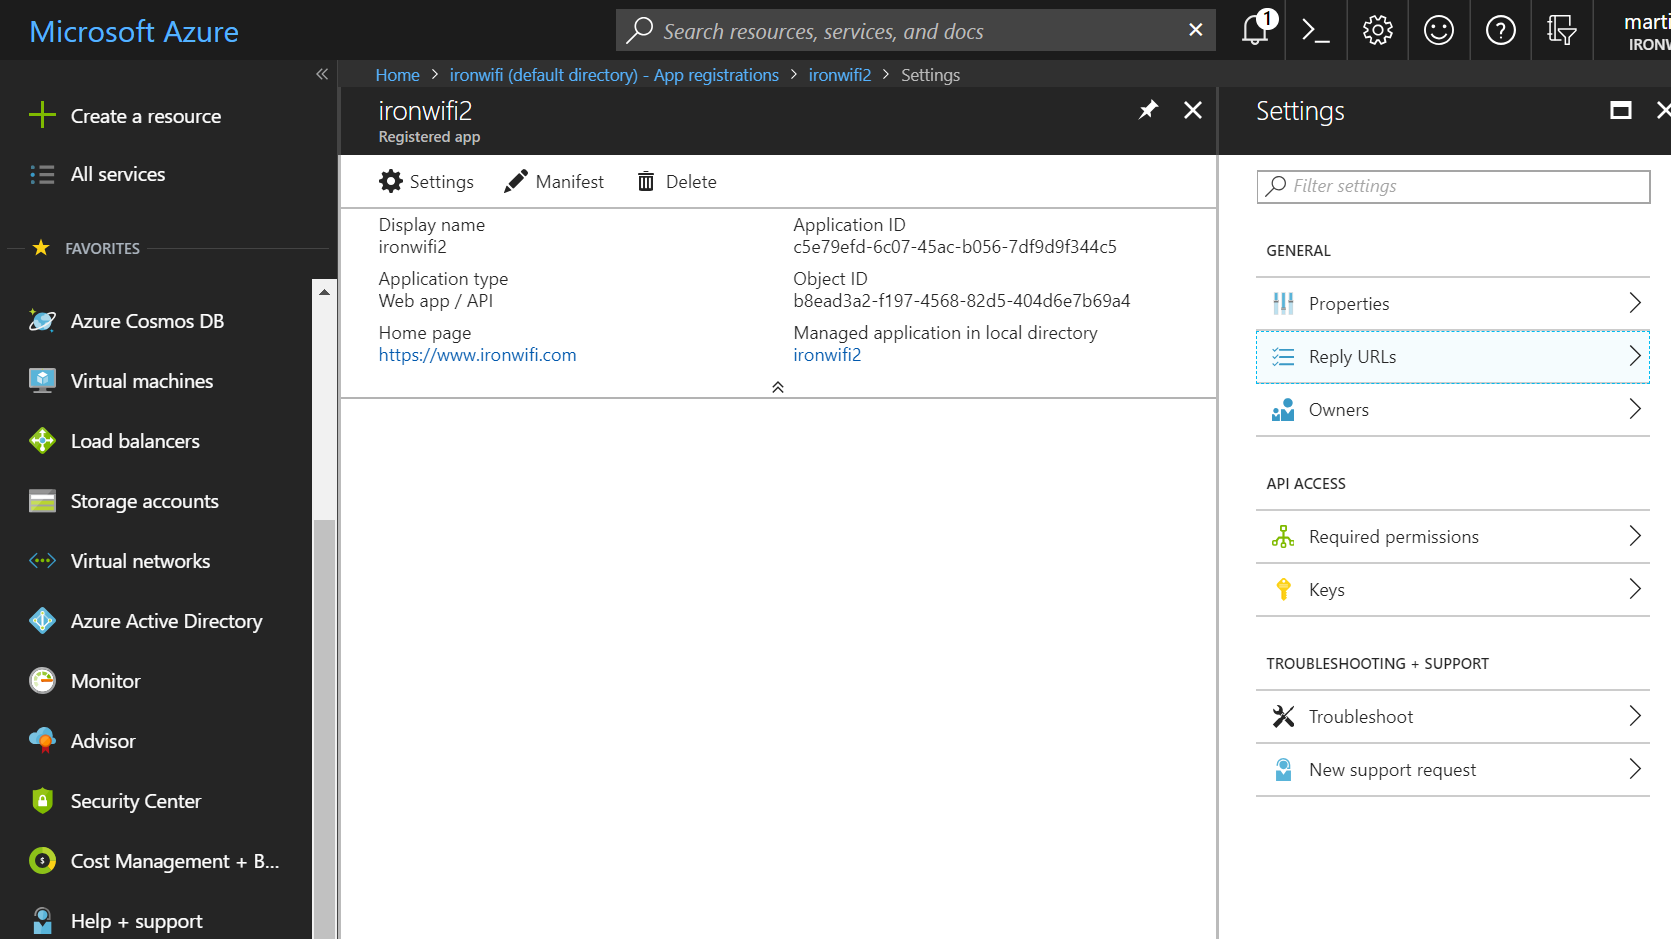 Microsoft Azure
Search resources, services, and docs
1
marti
IRONW
Home > ironwifi (default directory) - App registrations > ironwifi2 > Settings
Create a resource
All services
FAVORITES
Azure Cosmos DB
Virtual machines
Load balancers
Storage accounts
Virtual networks
Azure Active Directory
Monitor
Advisor
Security Center
Cost Management + B...
Help + support
ironwifi2
Registered app
Settings
Manifest
Delete
Display name
ironwifi2
Application type
Web app / API
Home page
https://www.ironwifi.com
Application ID
c5e79efd-6c07-45ac-b056-7df9d9f344c5
Object ID
b8ead3a2-f197-4568-82d5-404d6e7b69a4
Managed application in local directory
ironwifi2
Settings
Filter settings
GENERAL
Properties
Reply URLs
Owners
API ACCESS
Required permissions
Keys
TROUBLESHOOTING + SUPPORT
Troubleshoot
New support request